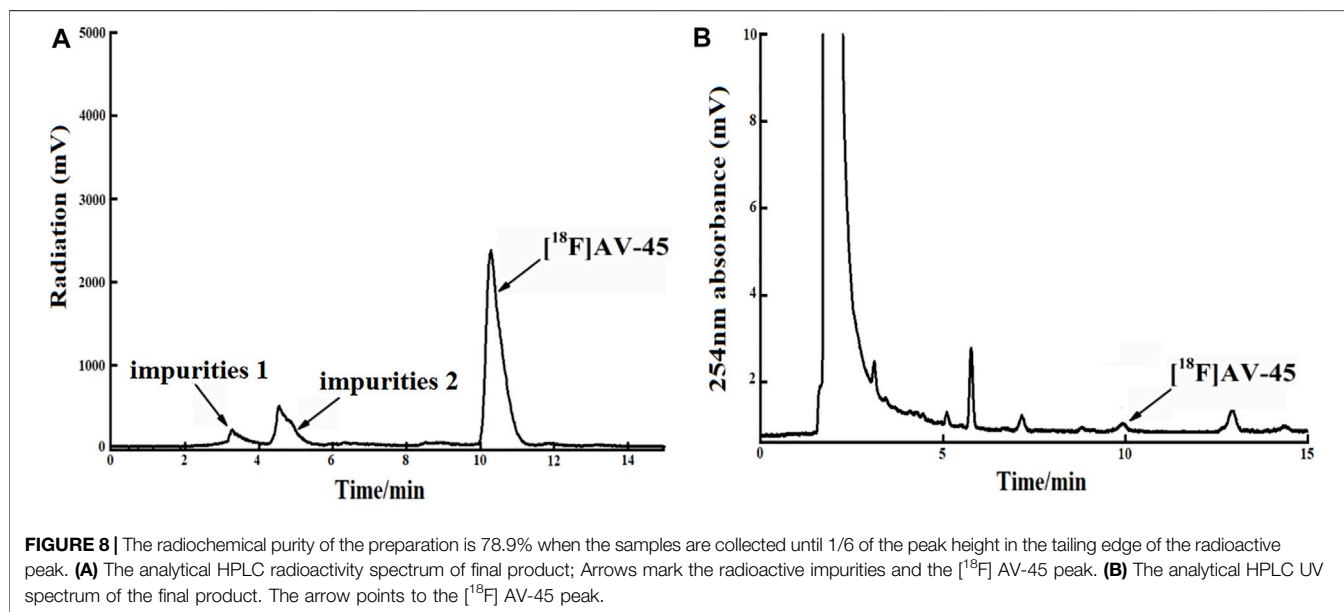 A
Radiation (mV)
5000
4000
3000
2000
1000
0
impurities 1
impurities 2
[¹⁸F]AV-45
0 2 4 6 8 10 12 14
Time/min
B
254nm absorbance (mV)
10
8
6
4
2
[¹⁸F]AV-45
0 5 10 15
Time/min
FIGURE 8 | The radiochemical purity of the preparation is 78.9% when the samples are collected until 1/6 of the peak height in the tailing edge of the radioactive
peak. (A) The analytical HPLC radioactivity spectrum of final product; Arrows mark the radioactive impurities and the [¹⁸F] AV-45 peak. (B) The analytical HPLC UV
spectrum of the final product. The arrow points to the [¹⁸F] AV-45 peak.